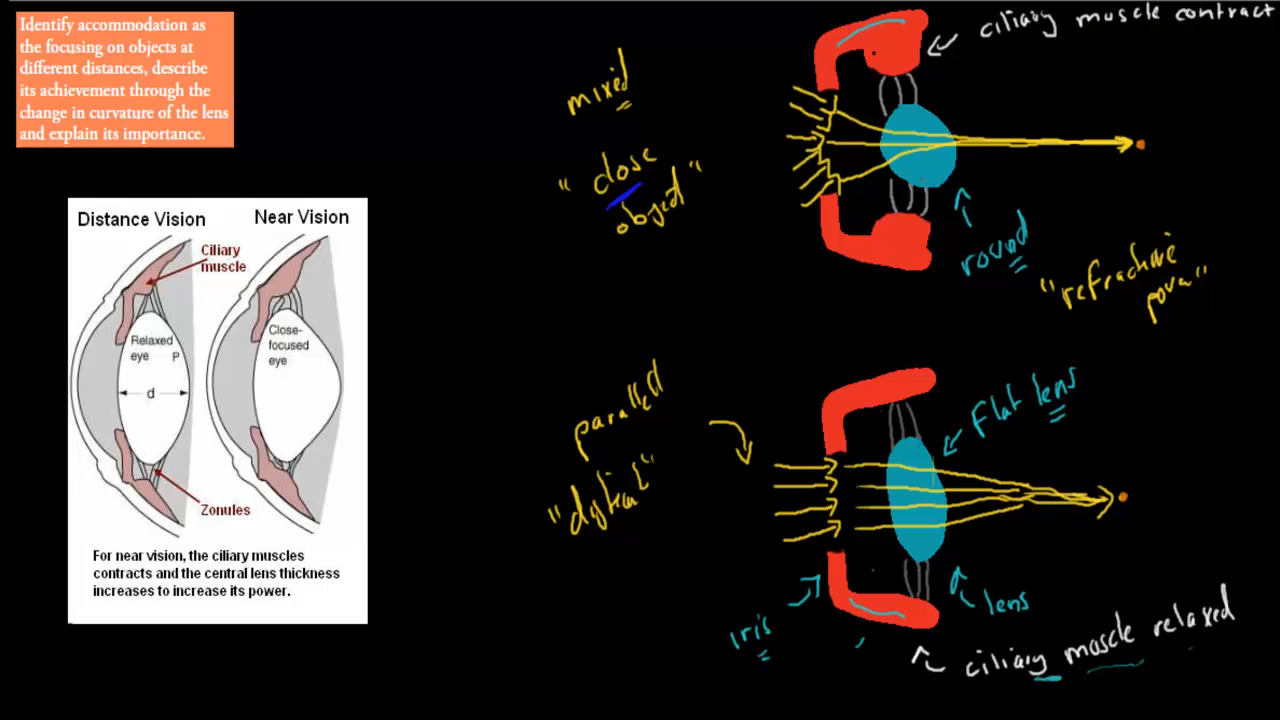 Identify accommodation as
the focusing on objects at
different distances, describe
its achievement through the
change in curvature of the lens
and explain its importance.
Distance Vision
Near Vision
Ciliary
muscle
Relaxed
eye P
Close-
focused
eye
d
Zonules
For near vision, the ciliary muscles
contracts and the central lens thickness
increases to increase its power.
ciliary muscle contract
mixed
"close
object"
round
"refractive
power"
parallel
Flat lens
iris
lens
ciliary muscle relaxed